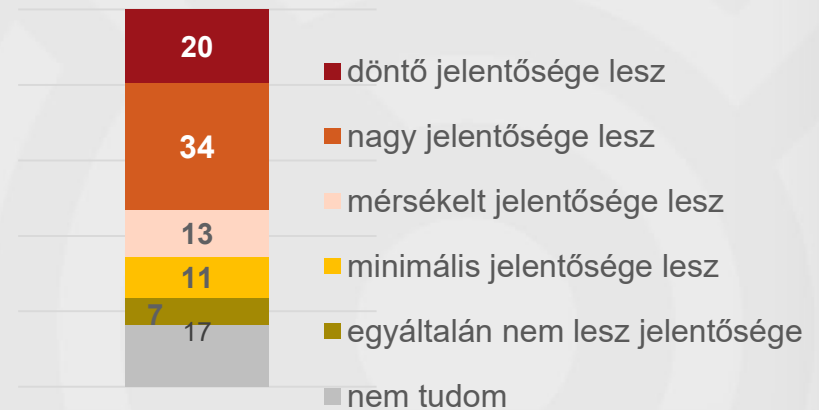 20
34
13
11
7
17
döntő jelentősége lesz
nagy jelentősége lesz
mérsékelt jelentősége lesz
minimális jelentősége lesz
egyáltalán nem lesz jelentősége
nem tudom